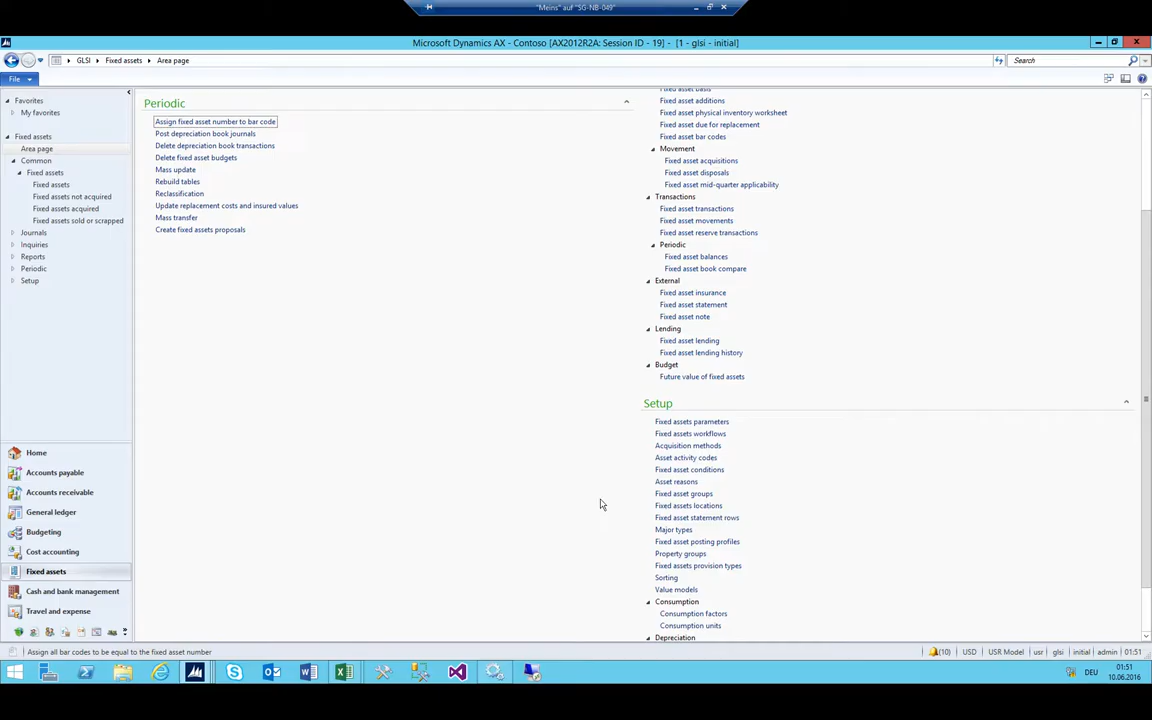 "Meins" auf "SG-NB-049"
Microsoft Dynamics AX - Contoso [AX2012R2A: Session ID - 19] - [1 - glsi - initial]
GLSI
Fixed assets
Area page
Search
File
Favorites
My favorites
Fixed assets
Area page
Common
Fixed assets
Fixed assets
Fixed assets not acquired
Fixed assets acquired
Fixed assets sold or scrapped
Journals
Inquiries
Reports
Periodic
Setup
Home
Accounts payable
Accounts receivable
General ledger
Budgeting
Cost accounting
Fixed assets
Cash and bank management
Travel and expense
Periodic
Assign fixed asset number to bar code
Post depreciation book journals
Delete depreciation book transactions
Delete fixed asset budgets
Mass update
Rebuild tables
Reclassification
Update replacement costs and insured values
Mass transfer
Create fixed assets proposals
Fixed asset basis
Fixed asset additions
Fixed asset physical inventory worksheet
Fixed asset due for replacement
Fixed asset bar codes
Movement
Fixed asset acquisitions
Fixed asset disposals
Fixed asset mid-quarter applicability
Transactions
Fixed asset transactions
Fixed asset movements
Fixed asset reserve transactions
Periodic
Fixed asset balances
Fixed asset book compare
External
Fixed asset insurance
Fixed asset statement
Fixed asset note
Lending
Fixed asset lending
Fixed asset lending history
Budget
Future value of fixed assets
Setup
Fixed assets parameters
Fixed assets workflows
Acquisition methods
Asset activity codes
Fixed asset conditions
Asset reasons
Fixed asset groups
Fixed assets locations
Fixed asset statement rows
Major types
Fixed asset posting profiles
Property groups
Fixed assets provision types
Sorting
Value models
Consumption
Consumption factors
Consumption units
Depreciation
Assign all bar codes to be equal to the fixed asset number
(10)
USD
USR Model
usr
glsi
initial
admin
01:51
DEU
01:51
10.06.2016